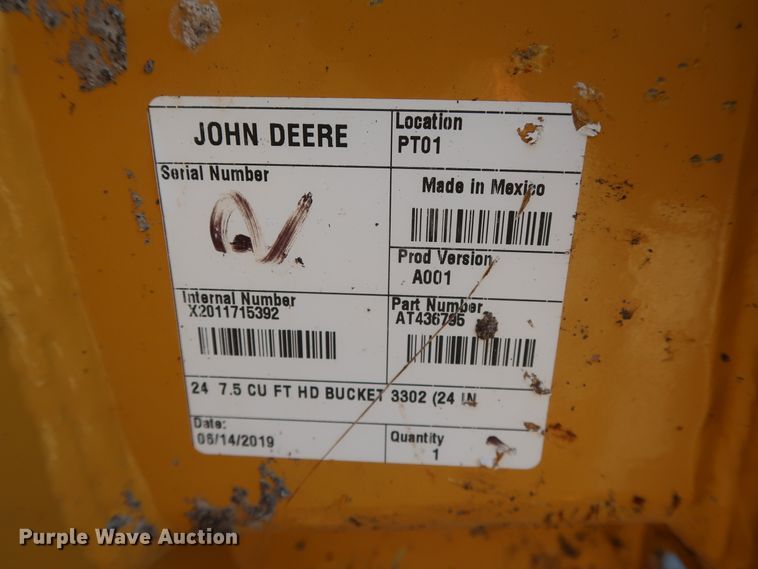 JOHN DEERE
Location
PT01
Serial Number
Made in Mexico
Prod Version
A001
Internal Number
X2011715392
Part Number
AT436795
24 7.5 CU FT HD BUCKET 3302 (24 IN
Date:
06/14/2019
Quantity
1
Purple Wave Auction